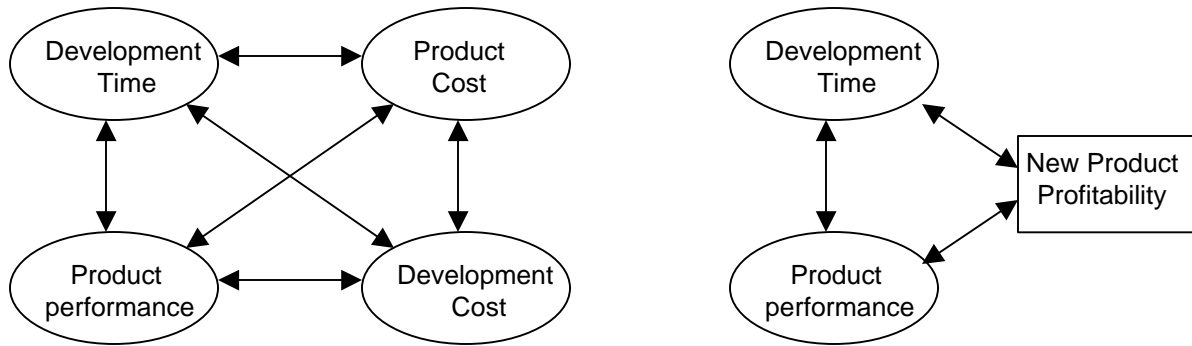 Development
Time
Product
Cost
Product
performance
Development
Cost
Development
Time
New Product
Profitability
Product
performance